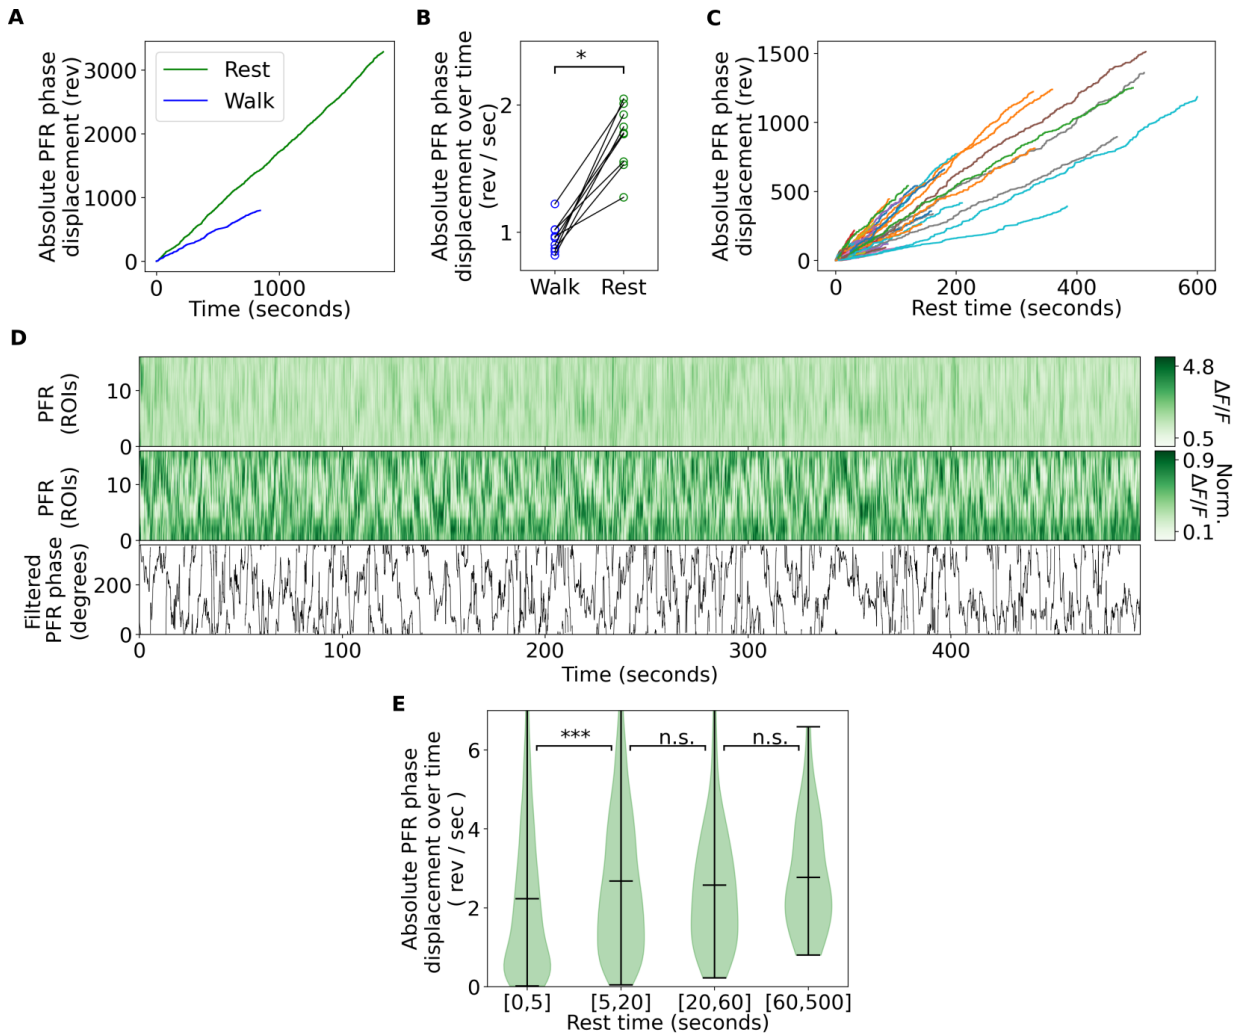 A
Absolute PFR phase
displacement (rev)
3000
2000
1000
0
Rest
Walk
0
1000
Time (seconds)
B
Absolute PFR phase
displacement over time
(rev / sec)
2
1
*
Walk
Rest
C
Absolute PFR phase
displacement (rev)
1500
1000
500
0
0
200
400
600
Rest time (seconds)
D
PFR
(ROIs)
10
0
4.8
0.5
ΔF/F
PFR
(ROIs)
10
0
0.9
0.1
Norm.
ΔF/F
Filtered
PFR phase
(degrees)
200
0
0
100
200
300
400
Time (seconds)
E
Absolute PFR phase
displacement over time
( rev / sec )
6
4
2
0
***
n.s.
n.s.
[0,5]
[5,20]
[20,60]
[60,500]
Rest time (seconds)